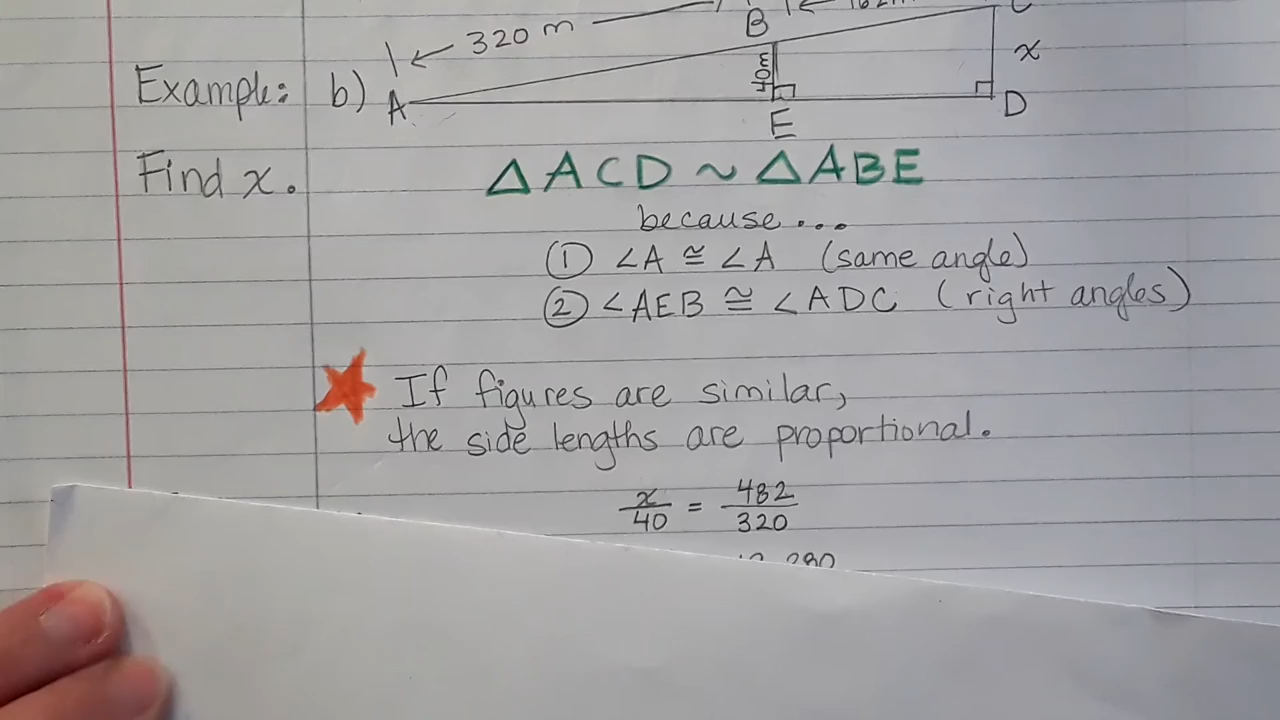 320 m
B
Example: b) A
40m
x
E
D
Find x.
△ACD ~ △ABE
because...
① ∠A ≅ ∠A (same angle)
② ∠AEB ≅ ∠ADC (right angles)
If figures are similar,
the side lengths are proportional.
x/40 = 482/320